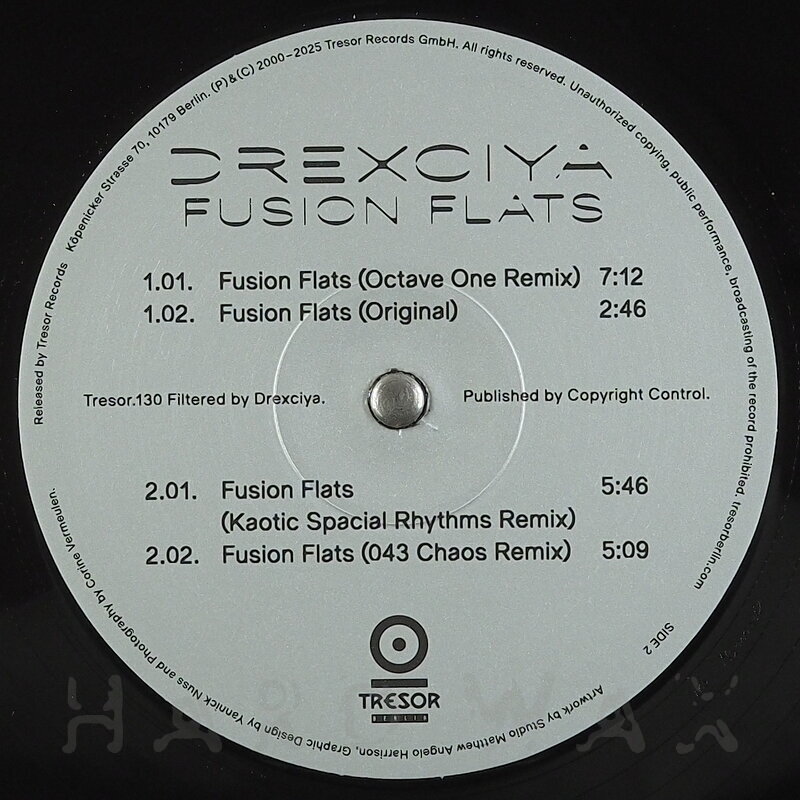 Released by Tresor Records Köpenicker Strasse 70, 10179 Berlin. (P)&(C) 2000–2025 Tresor Records GmbH. All rights reserved. Unauthorized copying, public performance, broadcasting of the record prohibited. tresorberlin.com
DREXCIYA
FUSION FLATS
1.01. Fusion Flats (Octave One Remix) 7:12
1.02. Fusion Flats (Original) 2:46
Tresor.130 Filtered by Drexciya. Published by Copyright Control.
2.01. Fusion Flats 5:46
(Kaotic Spacial Rhythms Remix)
2.02. Fusion Flats (043 Chaos Remix) 5:09
TRESOR
BERLIN
SIDE 2
Artwork by Studio Matthew Angelo Harrison, Graphic Design by Yannick Nuss and Photography by Corine Vermeulen.
HARD WAX